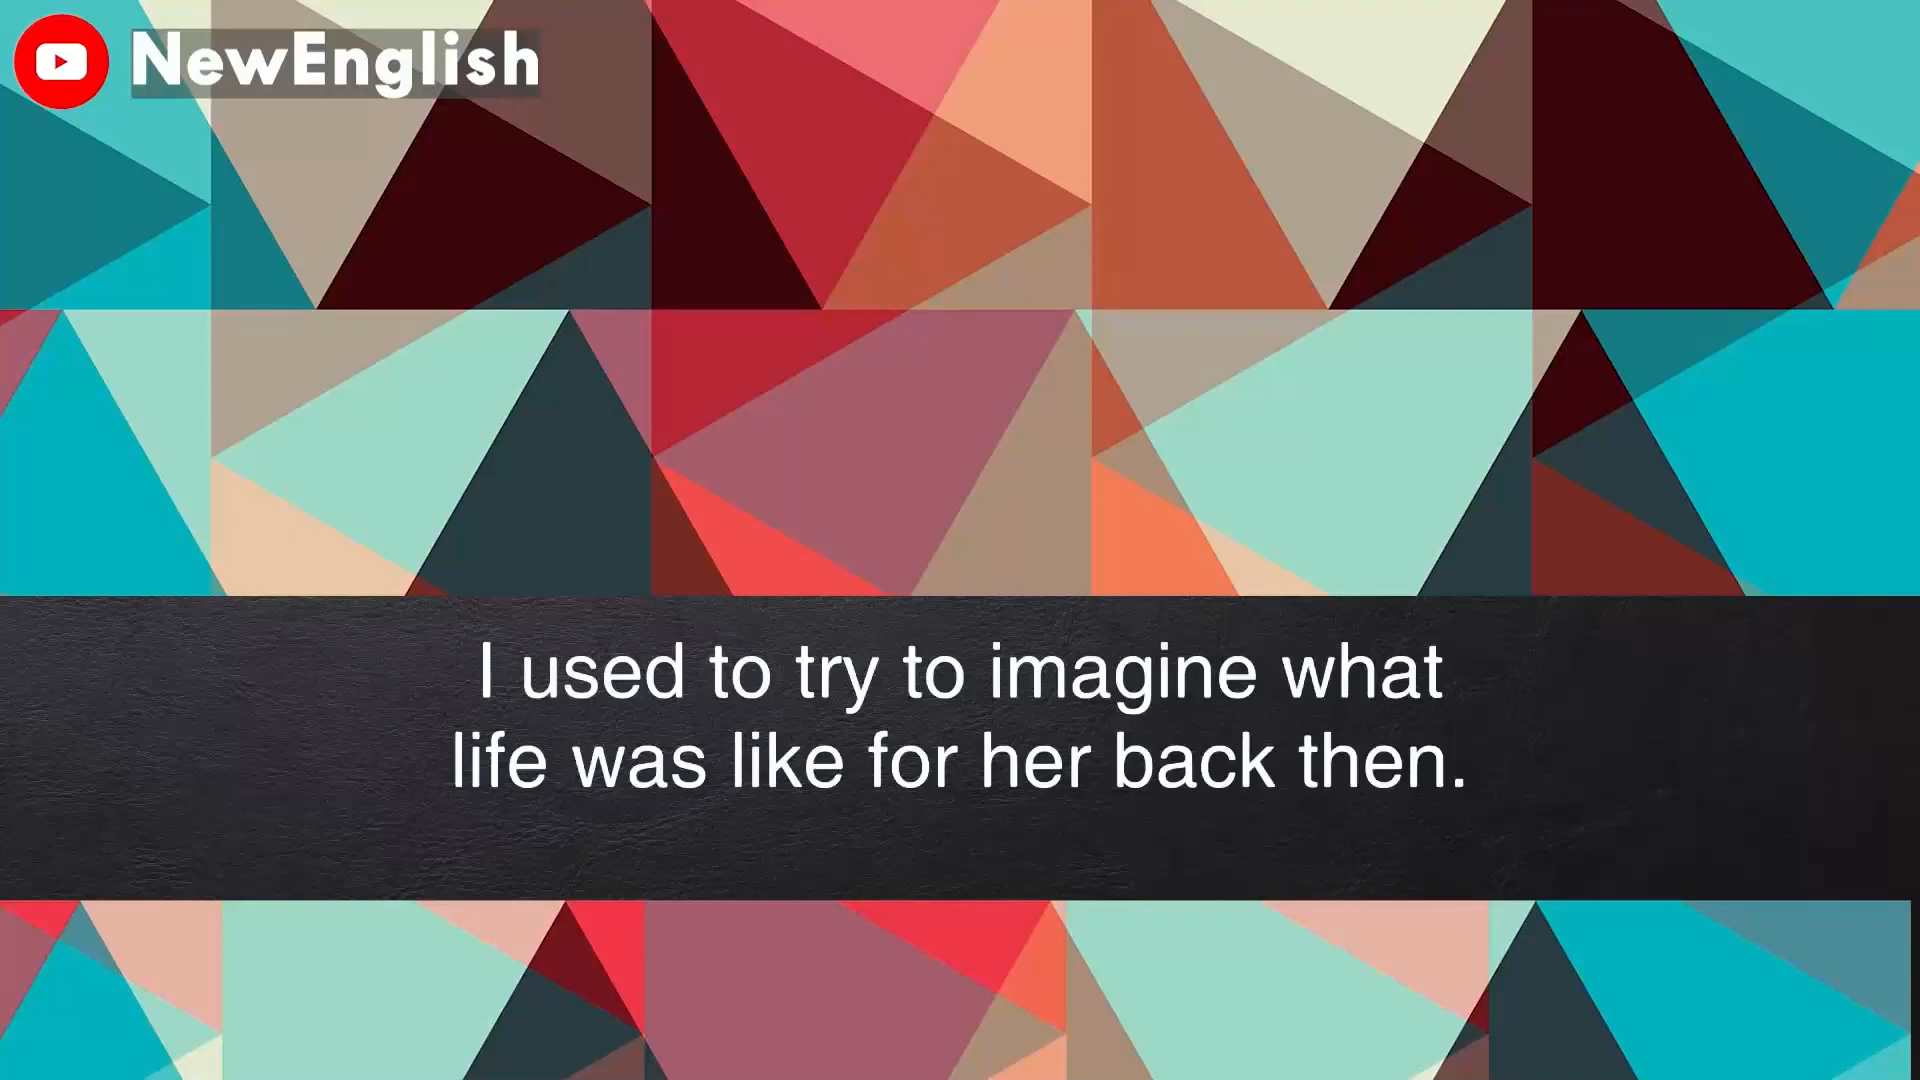 NewEnglish
I used to try to imagine what
life was like for her back then.